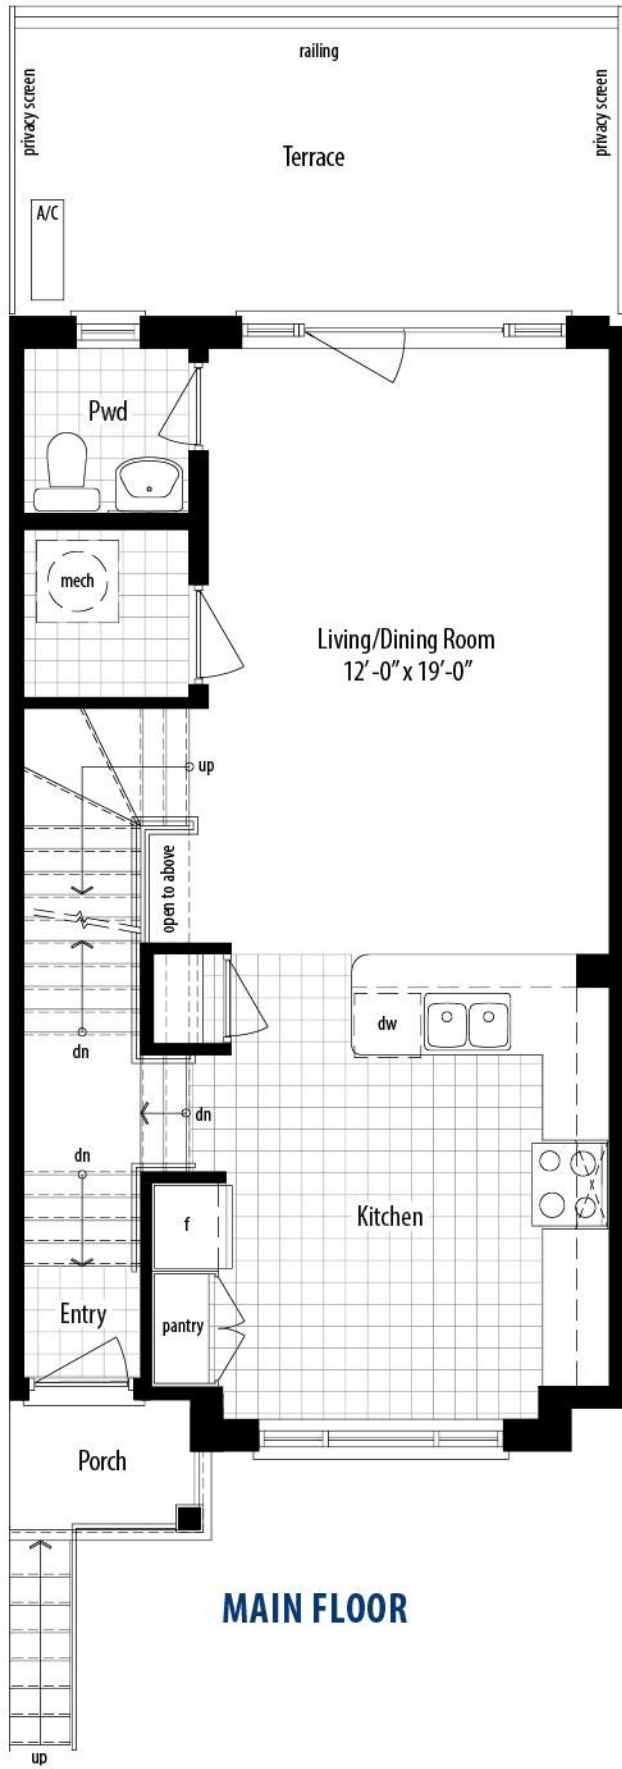 railing
privacy screen
privacy screen
Terrace
A/C
Pwd
mech
Living/Dining Room
12'-0" x 19'-0"
up
open to above
dw
dn
dn
dn
Kitchen
f
Entry
pantry
Porch
MAIN FLOOR
up